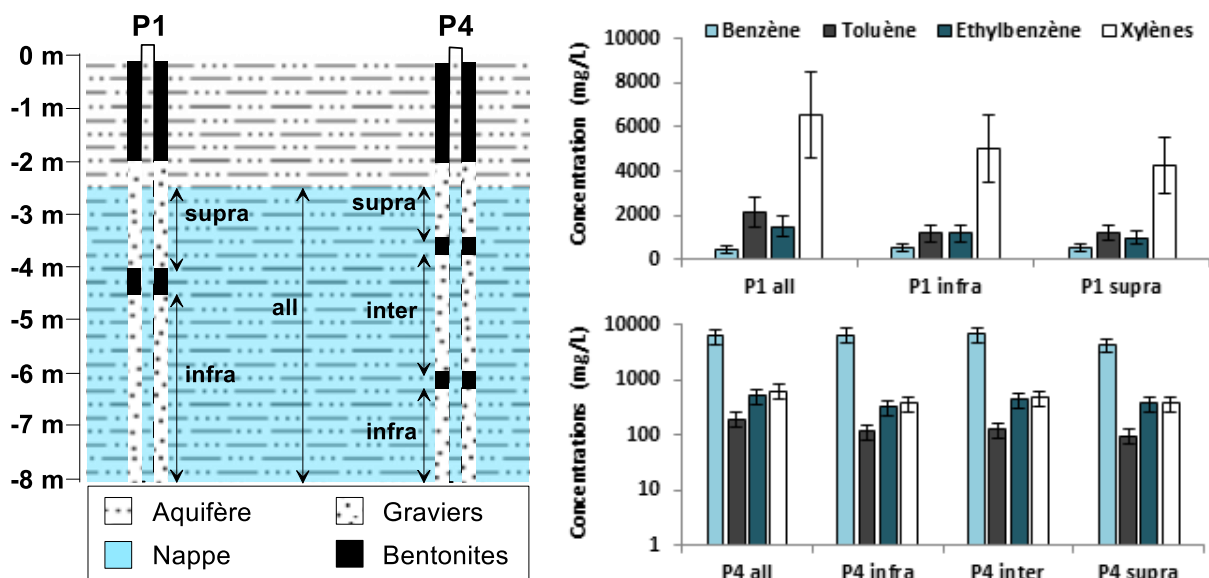 P1
P4
0 m
-1 m
-2 m
-3 m
-4 m
-5 m
-6 m
-7 m
-8 m
supra
infra
all
supra
inter
infra
Aquifère
Graviers
Nappe
Bentonites
Benzène Toluène Ethylbenzène Xylènes
Concentration (mg/L)
10000
8000
6000
4000
2000
0
P1 all P1 infra P1 supra
Concentrations (mg/L)
10000
1000
100
10
1
P4 all P4 infra P4 inter P4 supra